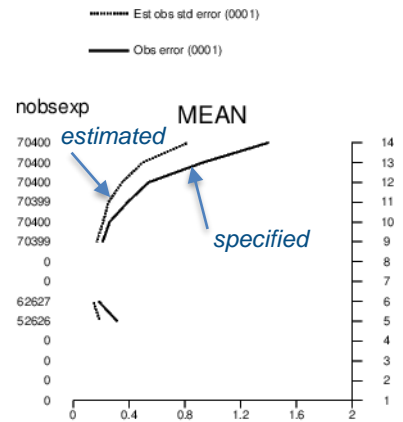 Est obs std error (0001)
Obs error (0001)
nobsexp
MEAN
estimated
specified
70400 14
70400 13
70400 12
70399 11
70400 10
70399 9
0 8
0 7
62627 6
52626 5
0 4
0 3
0 2
0 1
0 0.4 0.8 1.2 1.6 2